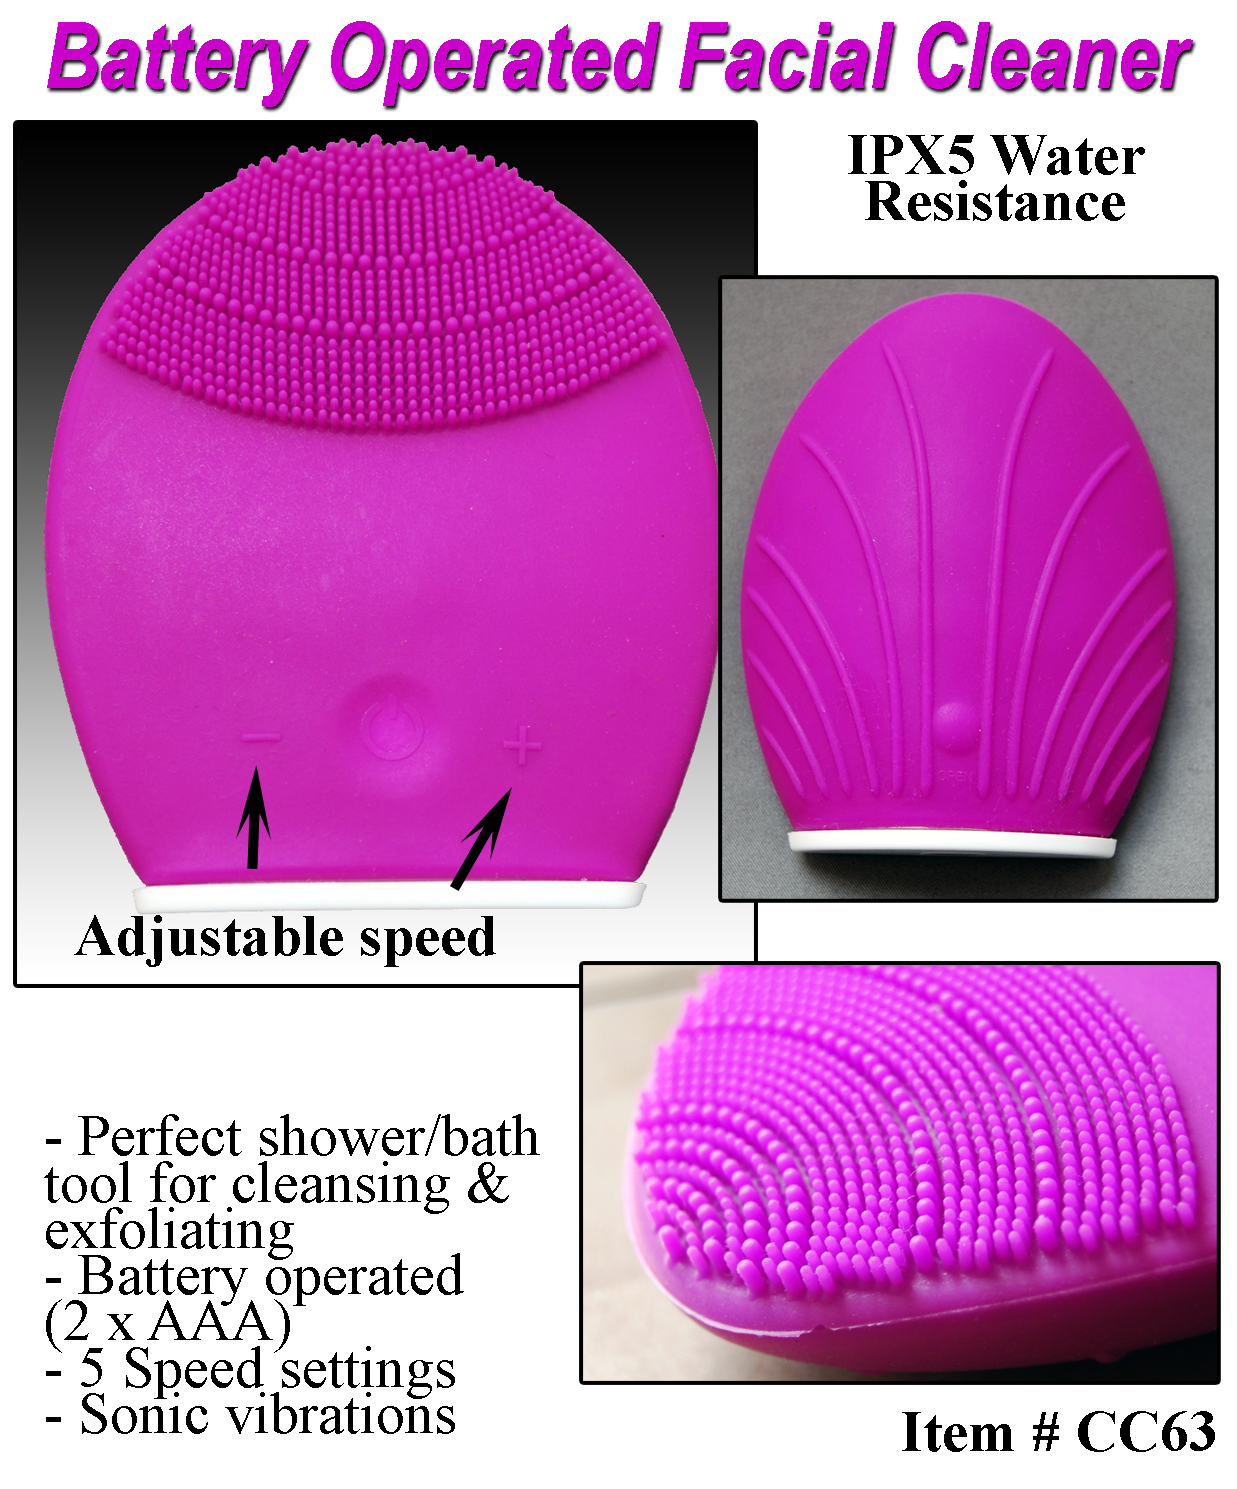 Battery Operated Facial Cleaner
IPX5 Water
Resistance
OPEN
Adjustable speed
- Perfect shower/bath
tool for cleansing &
exfoliating
- Battery operated
(2 x AAA)
- 5 Speed settings
- Sonic vibrations
Item # CC63